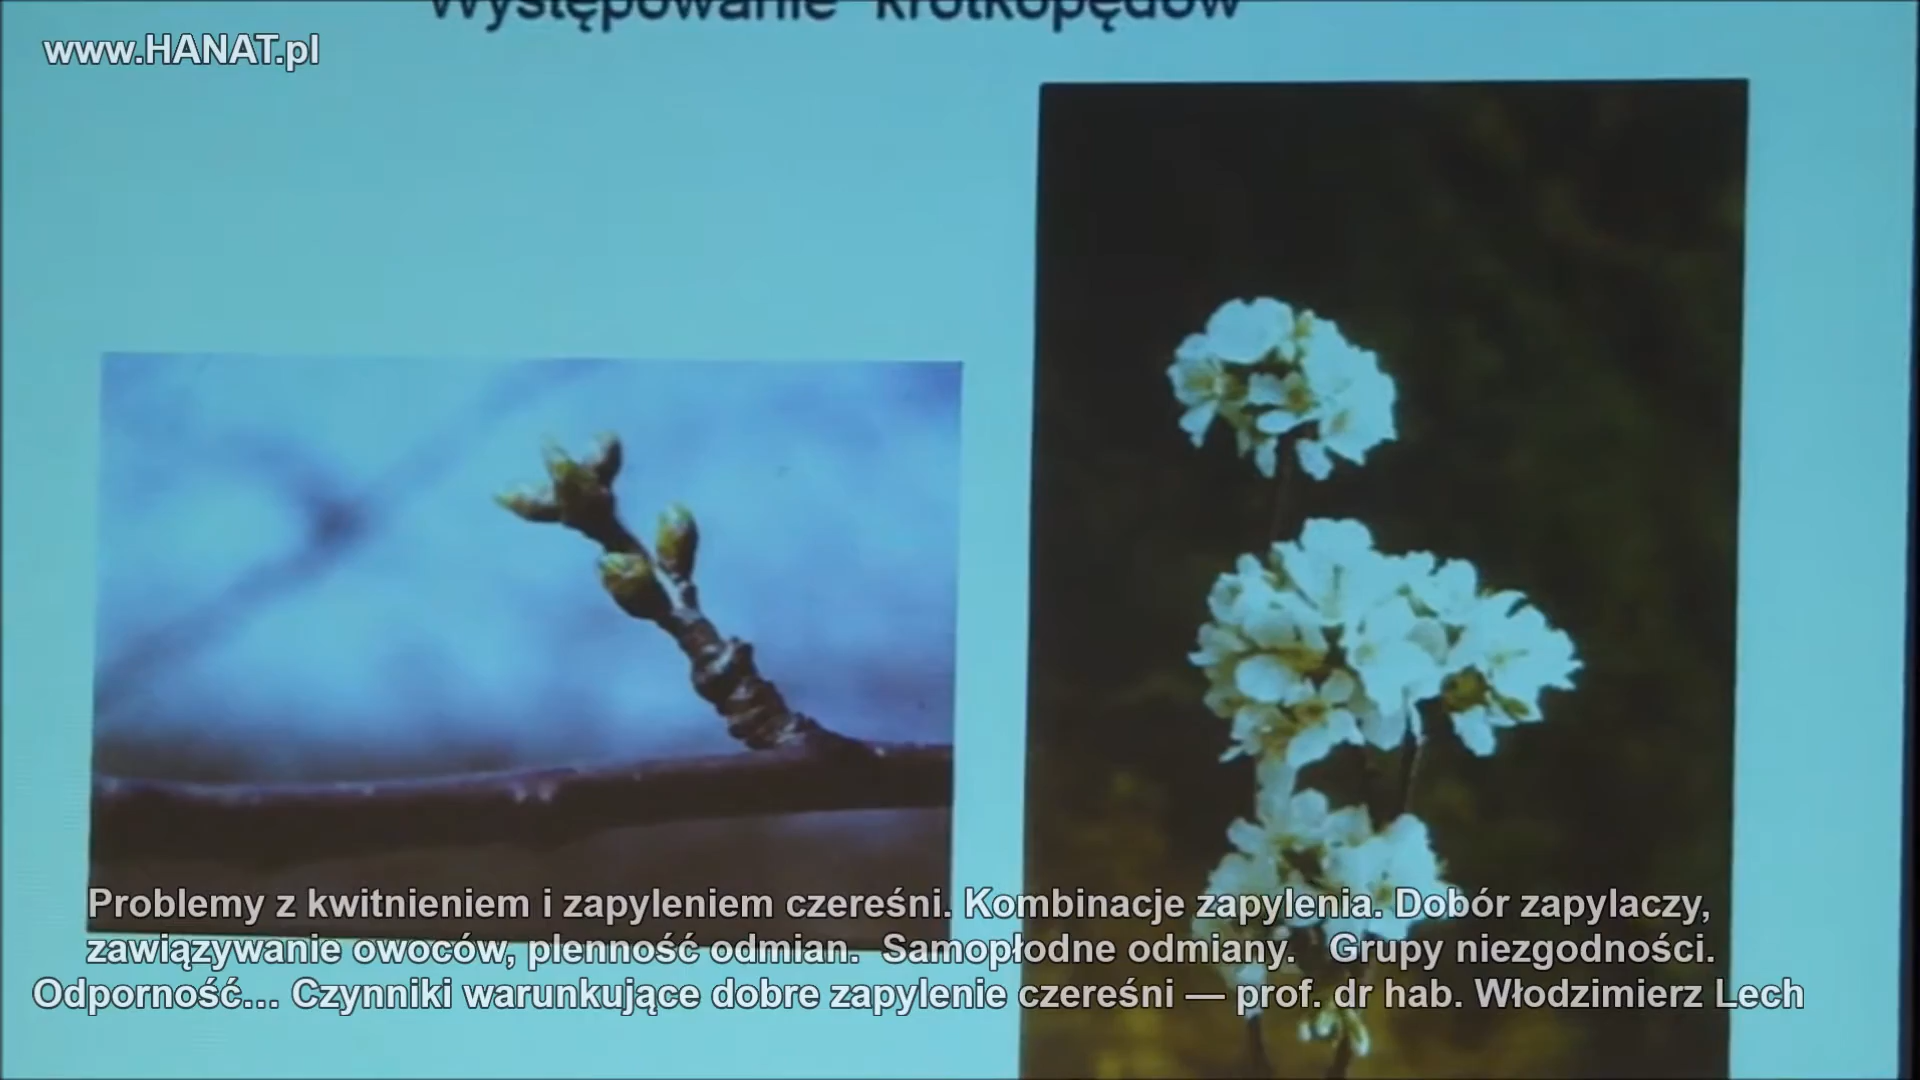 Występowanie krótkopędów
www.HANAT.pl
Problemy z kwitnieniem i zapyleniem czereśni. Kombinacje zapylenia. Dobór zapylaczy,
zawiązywanie owoców, plenność odmian. Samopłodne odmiany. Grupy niezgodności.
Odporność... Czynniki warunkujące dobre zapylenie czereśni — prof. dr hab. Włodzimierz Lech